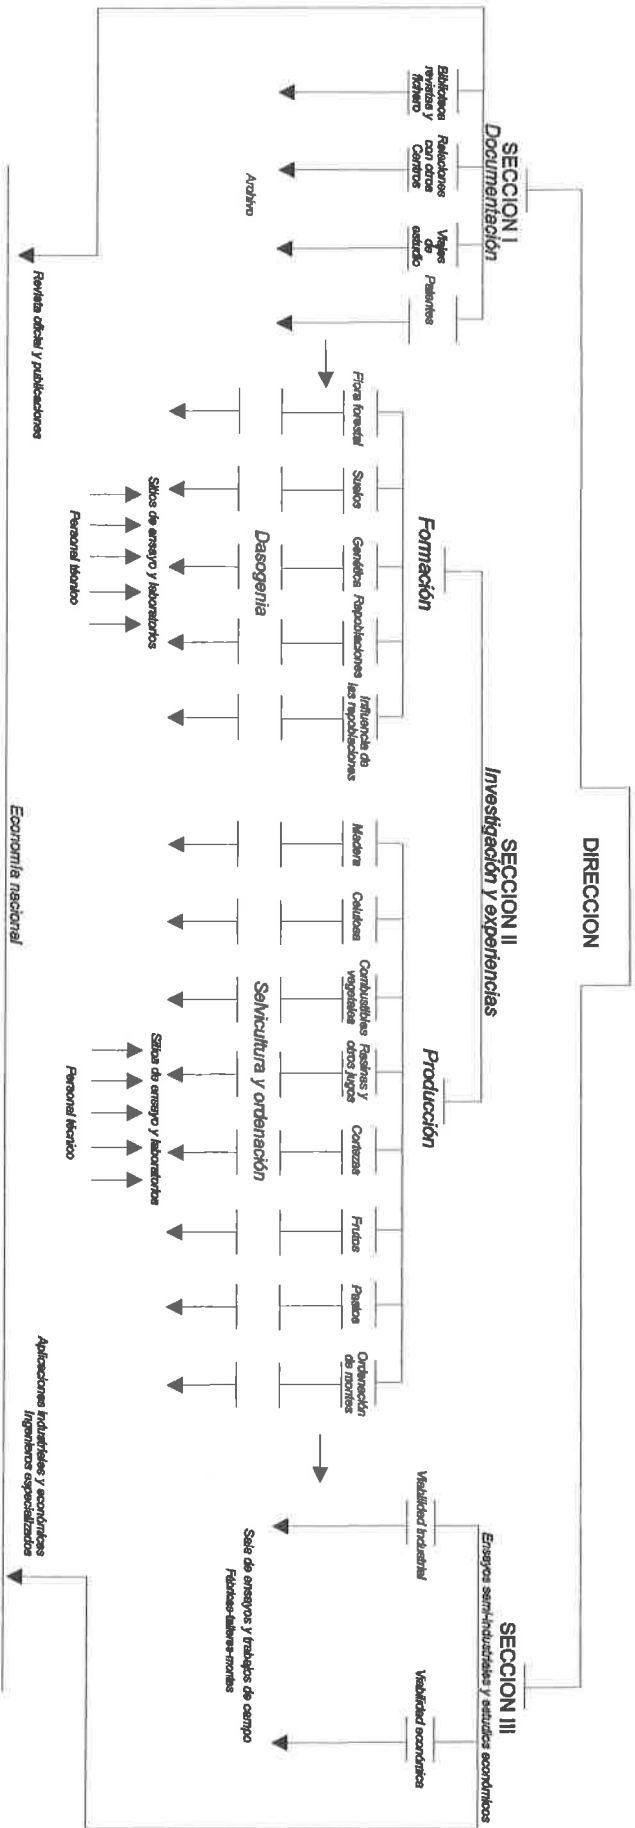 DIRECCION
SECCION I
Documentación
SECCION II
Investigación y experiencias
SECCION III
Ensayos semi-industriales y estudios económicos
Biblioteca
revistas y
fichero
Relaciones
con otros
Centros
Viajes
de
estudio
Patentes
Archivo
Formación
Flora forestal
Suelos
Genética
Repoblaciones
Influencia de
las repoblaciones
Dasogenia
Sitios de ensayo y laboratorios
Personal técnico
Producción
Madera
Celulosa
Combustibles
vegetales
Resinas y
otros jugos
Cortezas
Frutos
Pastos
Ordenación
de montes
Selvicultura y ordenación
Sitios de ensayo y laboratorios
Personal técnico
Viabilidad industrial
Viabilidad económica
Sala de ensayos y trabajos de campo
Fábricas-talleres-montes
Revista oficial y publicaciones
Aplicaciones industriales y económicas
Ingenieros especializados
Economía nacional